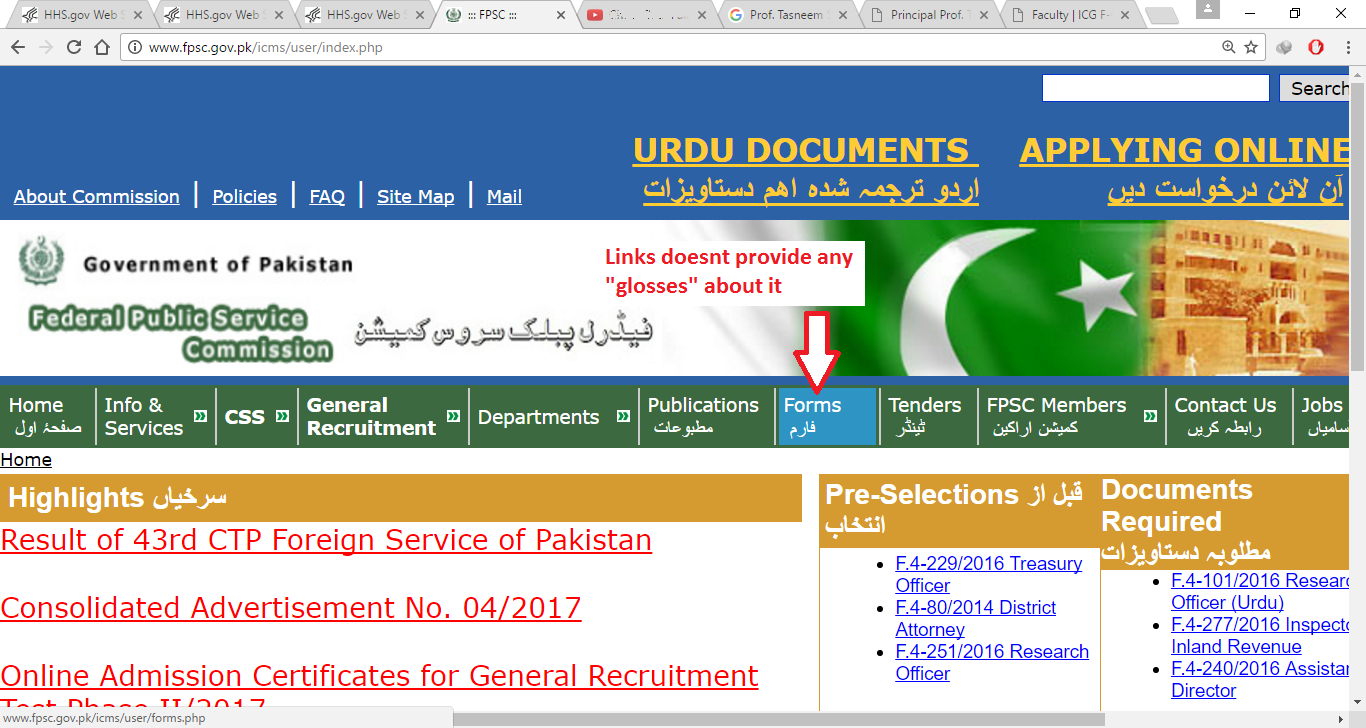 HHS.gov Web S
HHS.gov Web S
HHS.gov Web S
::: FPSC :::
Prof. Tasneem
Principal Prof. T
Faculty | ICG F-
www.fpsc.gov.pk/icms/user/index.php
Search
URDU DOCUMENTS
اردو ترجمہ شدہ اهم دستاویزات
APPLYING ONLINE
آن لائن درخواست دیں
About Commission | Policies | FAQ | Site Map | Mail
Government of Pakistan
Federal Public Service
Commission
فیڈرل پبلک سروس کمیشن
Links doesnt provide any
"glosses" about it
Home
صفحۂ اول
Info &
Services
CSS
General
Recruitment
Departments
Publications
مطبوعات
Forms
فارم
Tenders
ٹینڈر
FPSC Members
کمیشن اراکین
Contact Us
رابطہ کریں
Jobs
Home
Highlights سرخیاں
Result of 43rd CTP Foreign Service of Pakistan
Consolidated Advertisement No. 04/2017
Online Admission Certificates for General Recruitment
Test Phase II/2017
Pre-Selections قبل از
انتخاب
F.4-229/2016 Treasury
Officer
F.4-80/2014 District
Attorney
F.4-251/2016 Research
Officer
Documents
Required
مطلوبہ دستاویزات
F.4-101/2016 Researc
Officer (Urdu)
F.4-277/2016 Inspecto
Inland Revenue
F.4-240/2016 Assistan
Director
www.fpsc.gov.pk/icms/user/forms.php